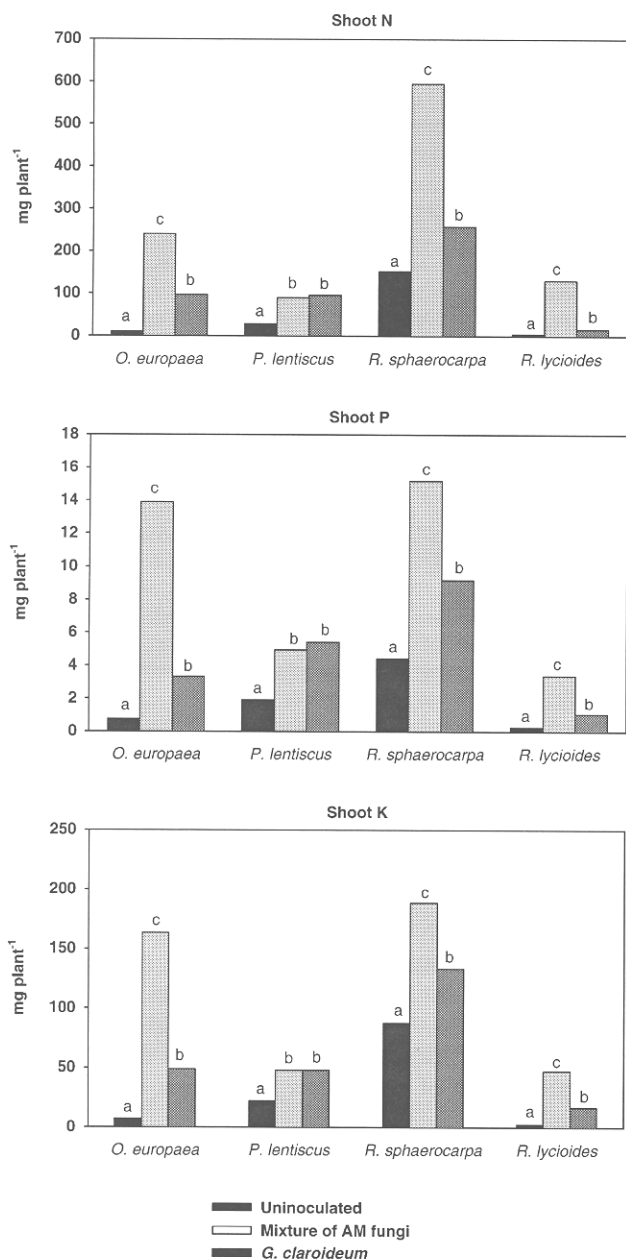 Shoot N
700
600
500
400
300
200
100
0
mg plant-1
a c b a b b a c b a c b
O. europaea P. lentiscus R. sphaerocarpa R. lycioides
Shoot P
18
16
14
12
10
8
6
4
2
0
mg plant-1
a c b a b b a c b a c b
O. europaea P. lentiscus R. sphaerocarpa R. lycioides
Shoot K
250
200
150
100
50
0
mg plant-1
a c b a b b a c b a c b
O. europaea P. lentiscus R. sphaerocarpa R. lycioides
Uninoculated
Mixture of AM fungi
G. claroideum